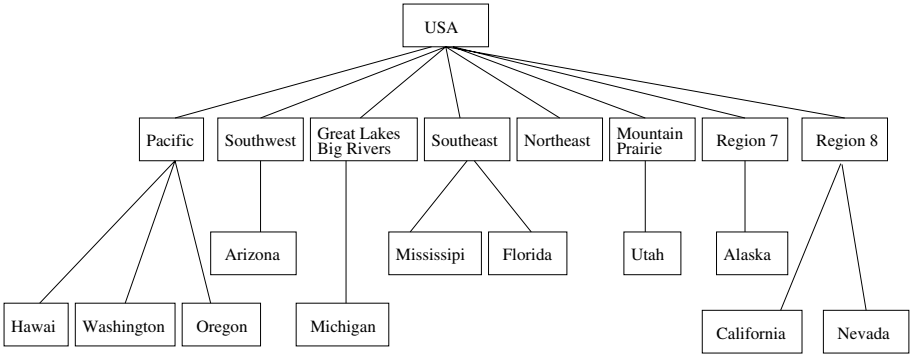 USA
Pacific
Southwest
Great Lakes
Big Rivers
Southeast
Northeast
Mountain
Prairie
Region 7
Region 8
Arizona
Mississipi
Florida
Utah
Alaska
Hawai
Washington
Oregon
Michigan
California
Nevada